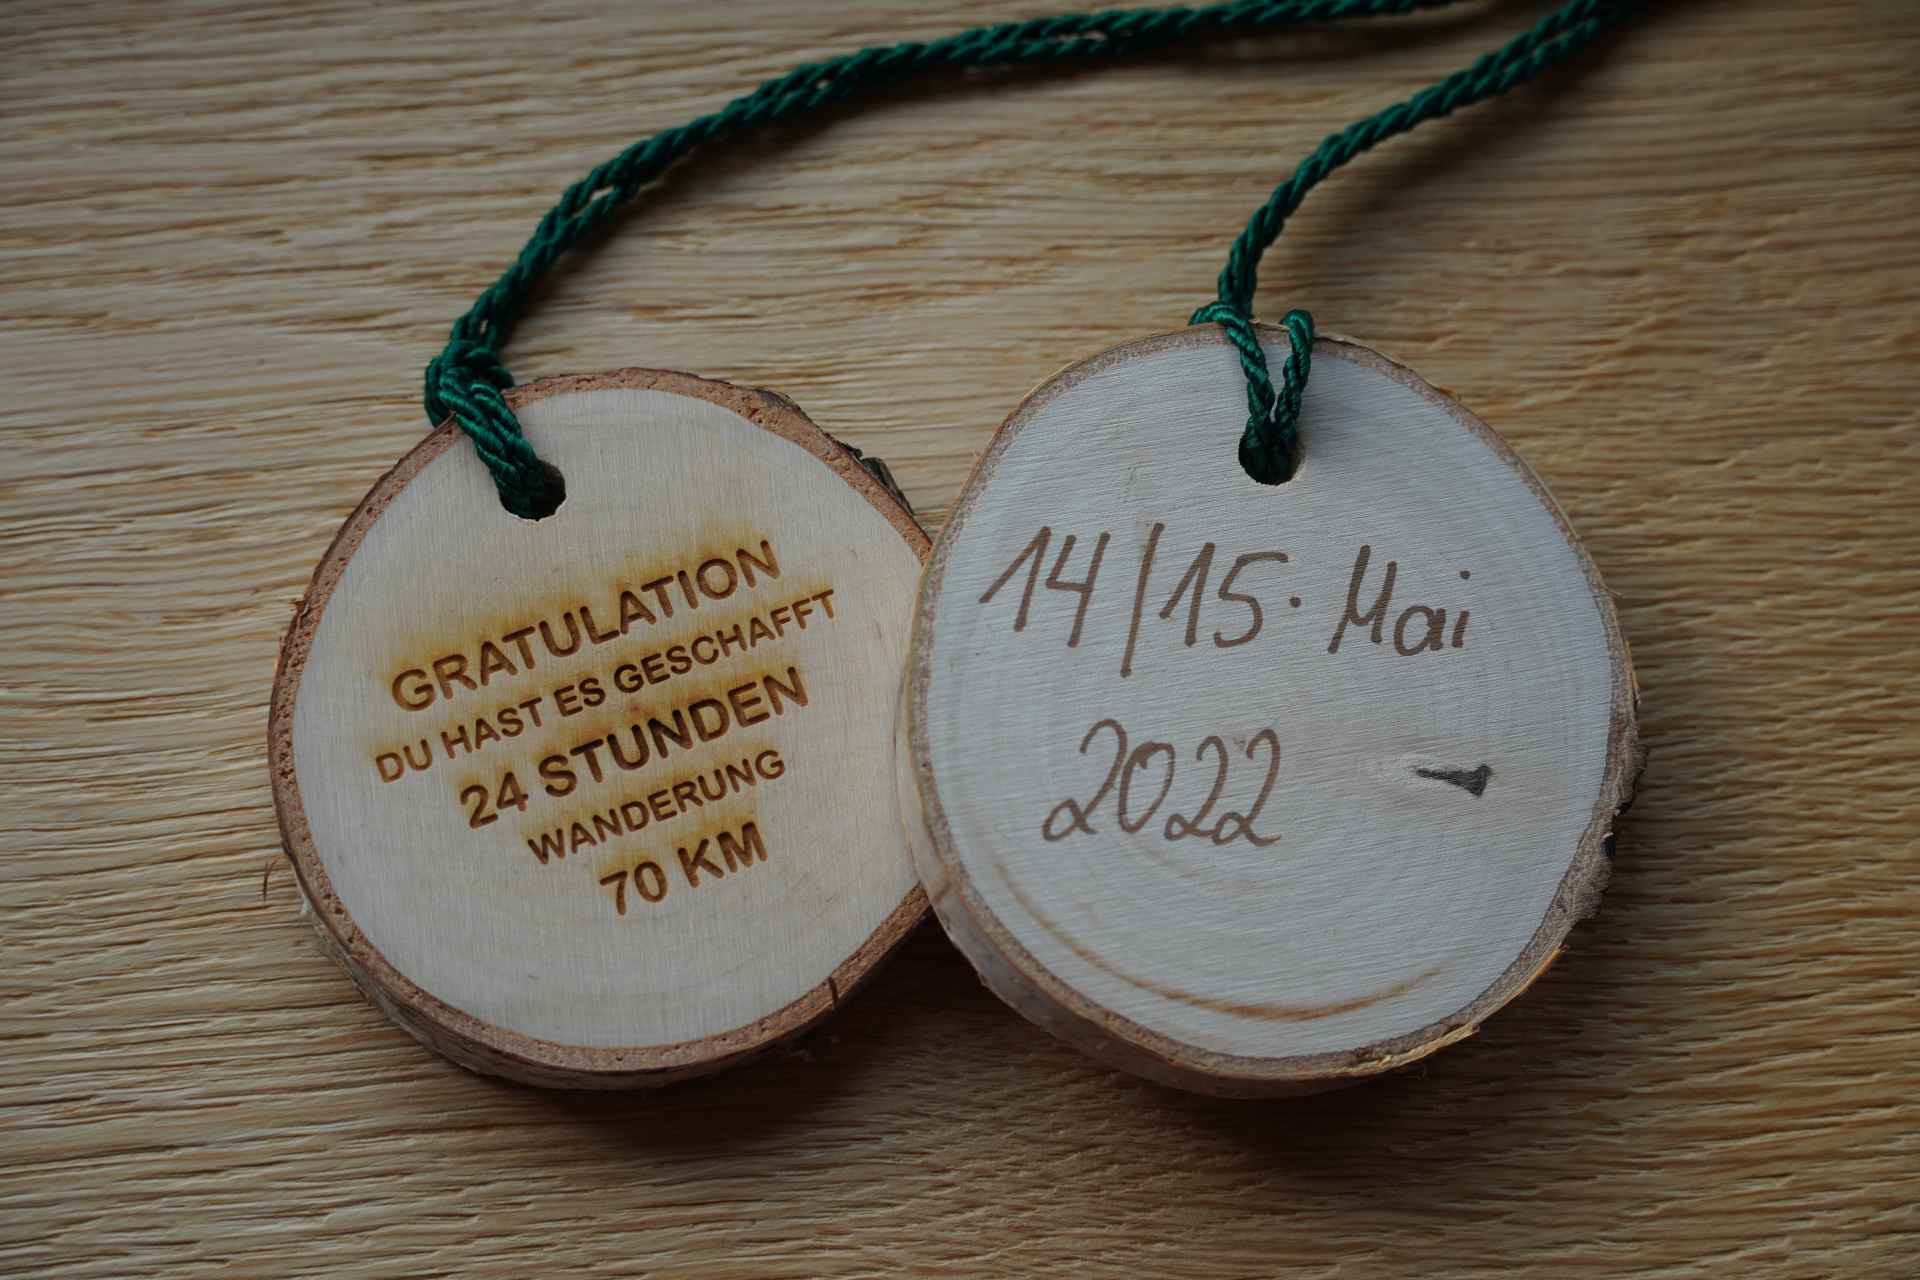 GRATULATION
DU HAST ES GESCHAFFT
24 STUNDEN
WANDERUNG
70 KM
14/15. Mai
2022